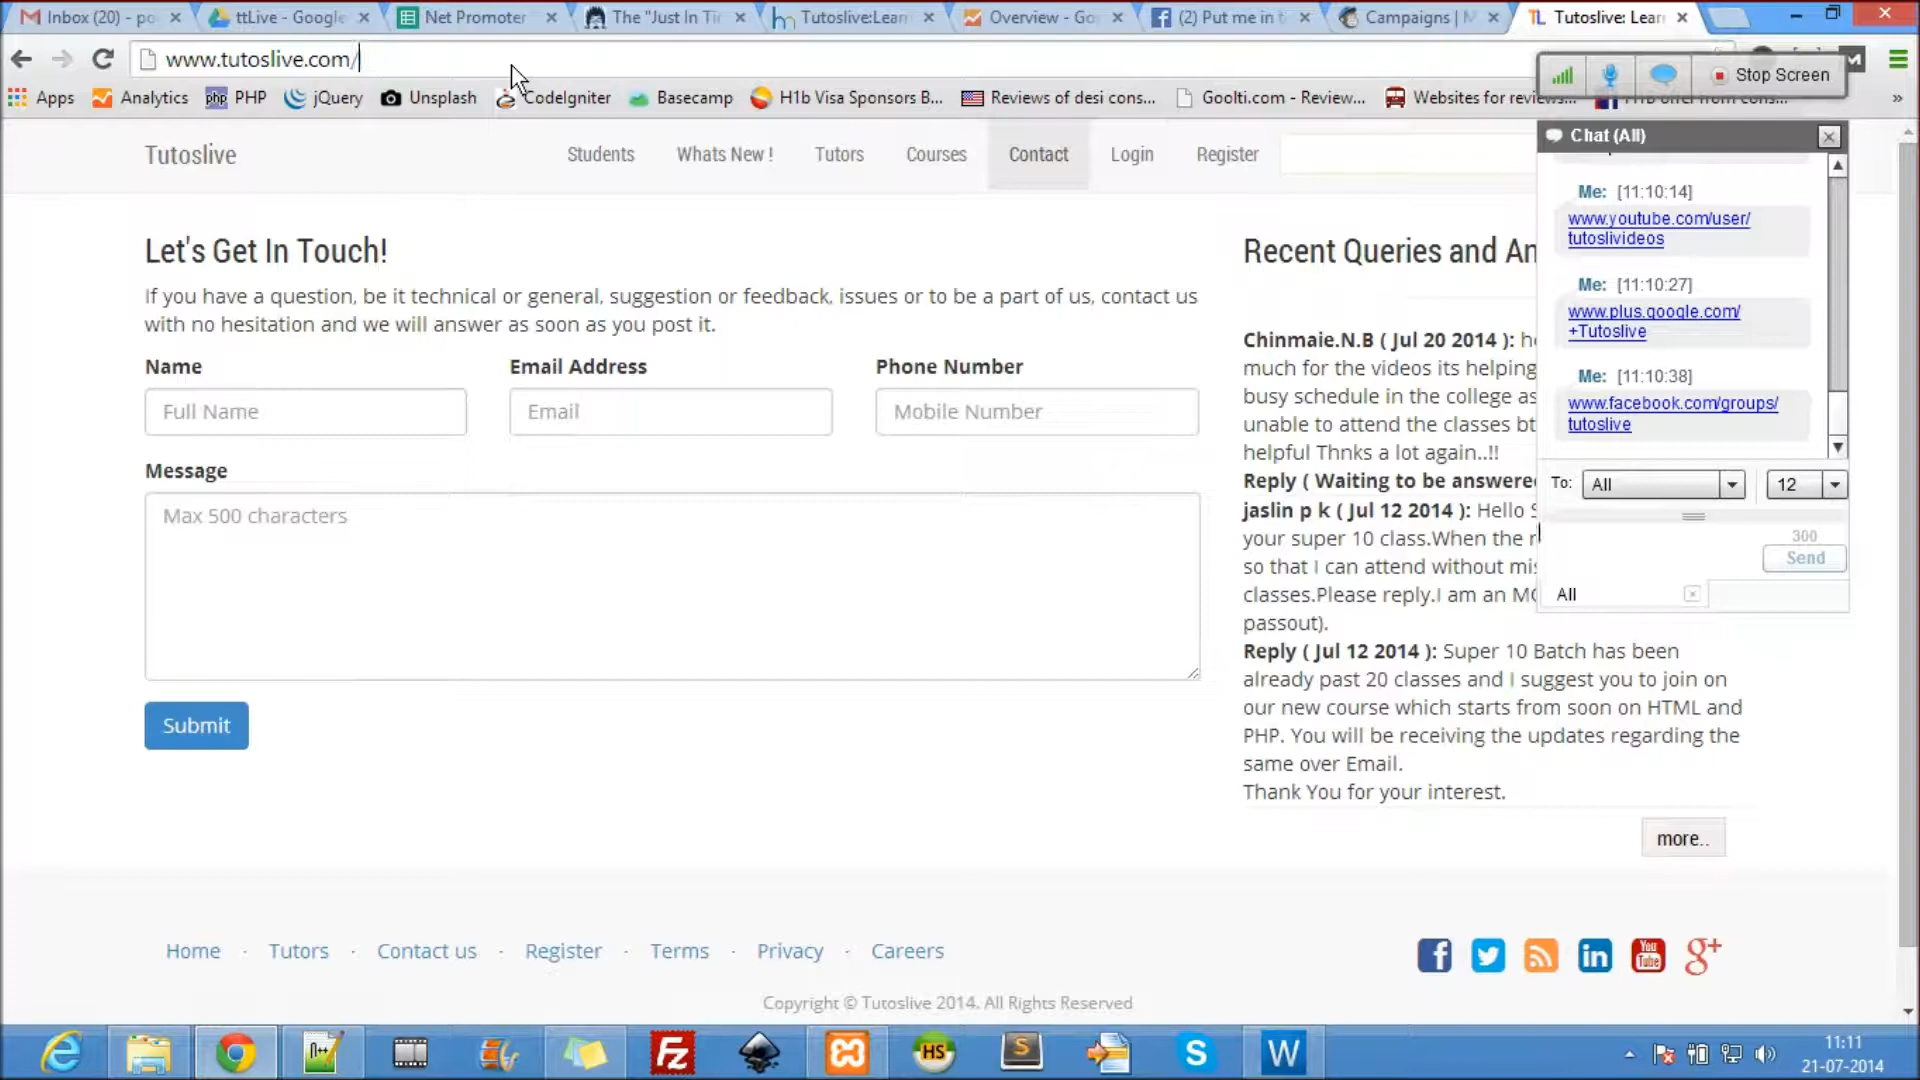 Inbox (20) - po
ttLive - Google
Net Promoter
The "Just In Ti
Tutoslive:Learn
Overview - Go
(2) Put me in t
Campaigns | M
Tutoslive: Learn
www.tutoslive.com/
Stop Screen
Apps
Analytics
php PHP
jQuery
Unsplash
CodeIgniter
Basecamp
H1b Visa Sponsors B...
Reviews of desi cons...
Goolti.com - Review...
Websites for reviews...
»
Tutoslive
Students
Whats New !
Tutors
Courses
Contact
Login
Register
Let's Get In Touch!
If you have a question, be it technical or general, suggestion or feedback, issues or to be a part of us, contact us
with no hesitation and we will answer as soon as you post it.
Name
Email Address
Phone Number
Full Name
Email
Mobile Number
Message
Max 500 characters
Submit
Recent Queries and An
Chinmaie.N.B ( Jul 20 2014 ): he
much for the videos its helping
busy schedule in the college as
unable to attend the classes bt
helpful Thnks a lot again..!!
Reply ( Waiting to be answere
jaslin p k ( Jul 12 2014 ): Hello S
your super 10 class.When the
so that I can attend without mis
classes.Please reply.I am an MC
passout).
Reply ( Jul 12 2014 ): Super 10 Batch has been
already past 20 classes and I suggest you to join on
our new course which starts from soon on HTML and
PHP. You will be receiving the updates regarding the
same over Email.
Thank You for your interest.
more..
Chat (All)
Me: [11:10:14]
www.youtube.com/user/
tutoslivideos
Me: [11:10:27]
www.plus.google.com/
+Tutoslive
Me: [11:10:38]
www.facebook.com/groups/
tutoslive
To: All 12
300
Send
All
Home · Tutors · Contact us · Register · Terms · Privacy · Careers
You
Tube
Copyright © Tutoslive 2014. All Rights Reserved
11:11
21-07-2014